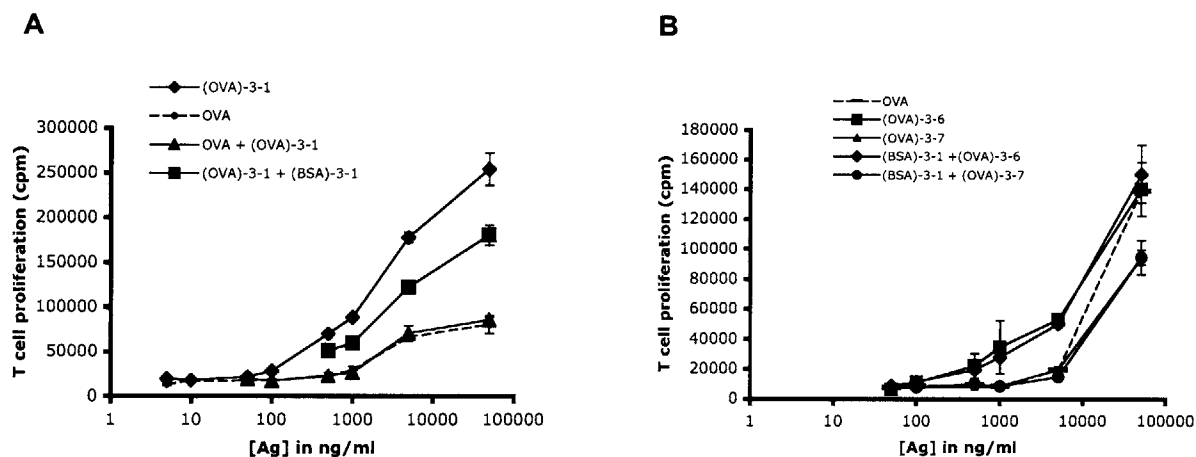 A
(OVA)-3-1
OVA
OVA + (OVA)-3-1
(OVA)-3-1 + (BSA)-3-1
300000
250000
200000
150000
100000
50000
0
1
10
100
1000
10000
100000
T cell proliferation (cpm)
[Ag] in ng/ml
B
OVA
(OVA)-3-6
(OVA)-3-7
(BSA)-3-1 +(OVA)-3-6
(BSA)-3-1 + (OVA)-3-7
180000
160000
140000
120000
100000
80000
60000
40000
20000
0
1
10
100
1000
10000
100000
T cell proliferation (cpm)
[Ag] in ng/ml